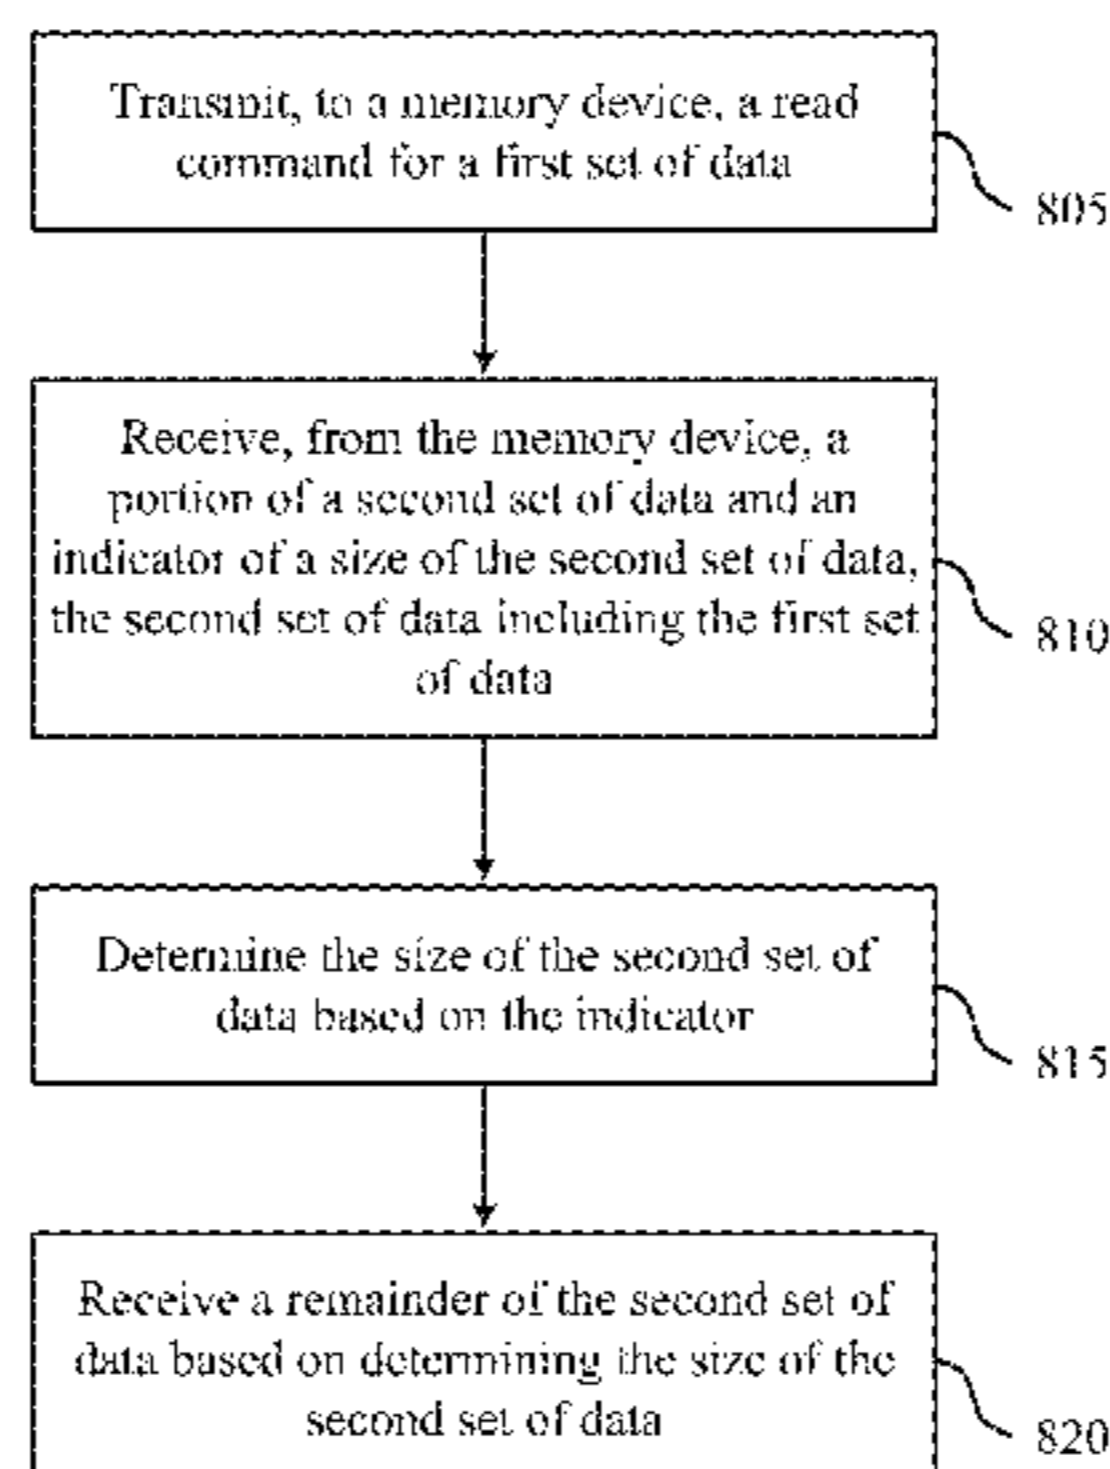 Transmit, to a memory device, a read
command for a first set of data
805
Receive, from the memory device, a
portion of a second set of data and an
indicator of a size of the second set of data,
the second set of data including the first set
of data
810
Determine the size of the second set of
data based on the indicator
815
Receive a remainder of the second set of
data based on determining the size of the
second set of data
820